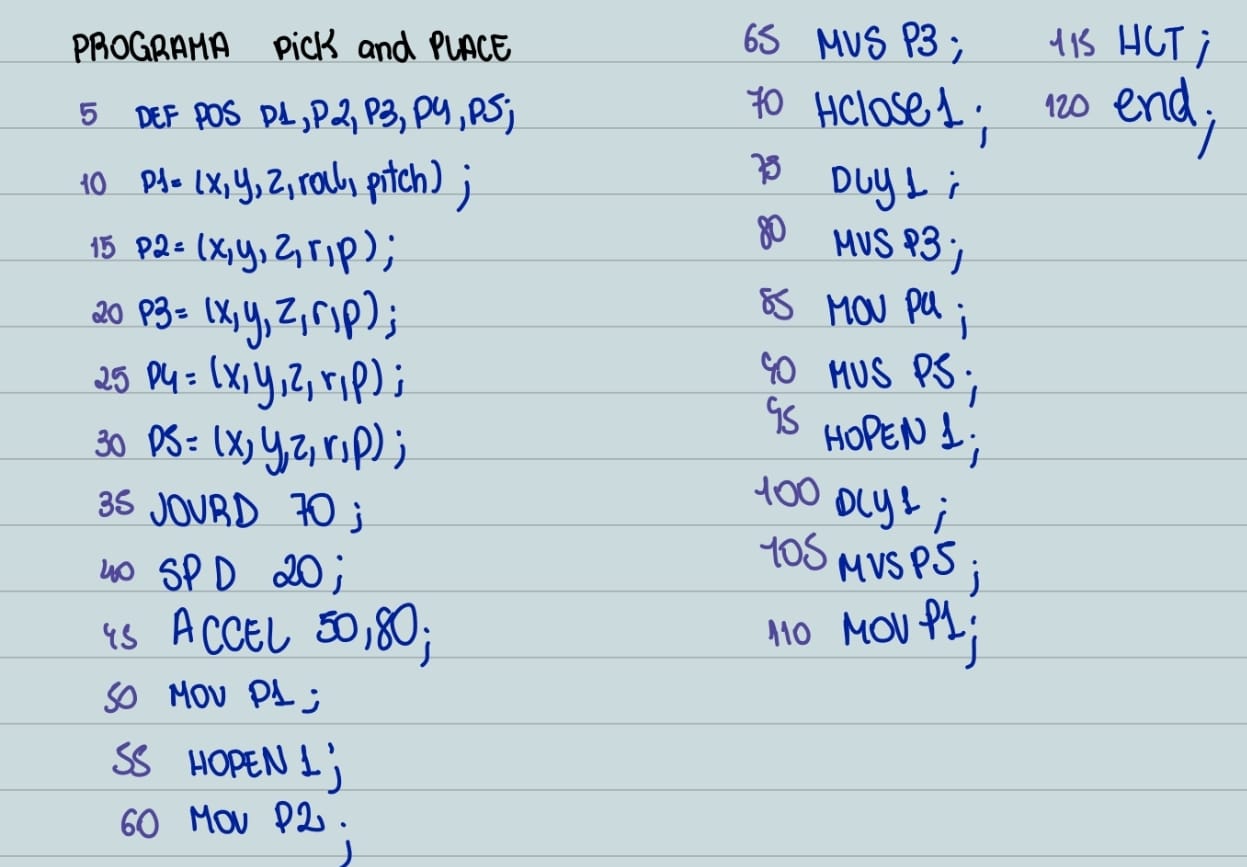 PROGRAMA Pick and PLACE
5 DEF POS P1, P2, P3, P4, P5;
10 P1= (x, y, z, roll, pitch);
15 P2= (x, y, z, r, p);
20 P3= (x, y, z, r, p);
25 P4= (x, y, z, r, p);
30 P5= (x, y, z, r, p);
35 JOVRD 70;
40 SPD 20;
45 ACCEL 50,80;
50 MOV P1;
55 HOPEN 1;
60 MOV P2;
65 MVS P3;
70 HClose 1;
75 DLY 1;
80 MVS P3;
85 MOV P4;
90 MVS P5;
95 HOPEN 1;
100 DLY 1;
105 MVS P5;
110 MOV P1;
115 HLT;
120 end;